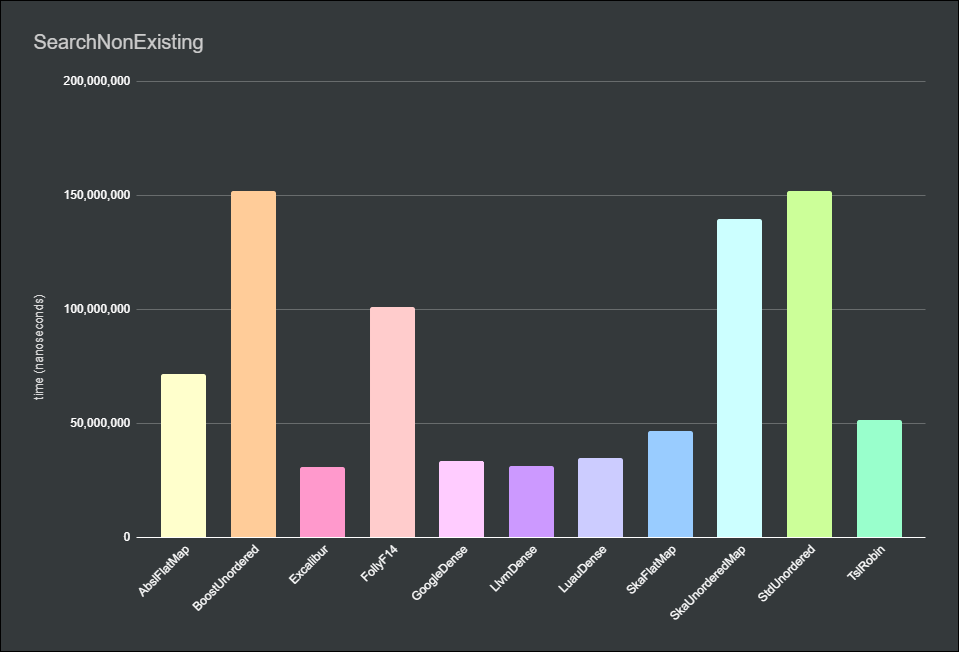 SearchNonExisting
200,000,000
150,000,000
100,000,000
50,000,000
0
time (nanoseconds)
AbslFlatMap
BoostUnordered
Excalibur
FollyF14
GoogleDense
LlvmDense
LuauDense
SkaFlatMap
SkaUnorderedMap
StdUnordered
TslRobin